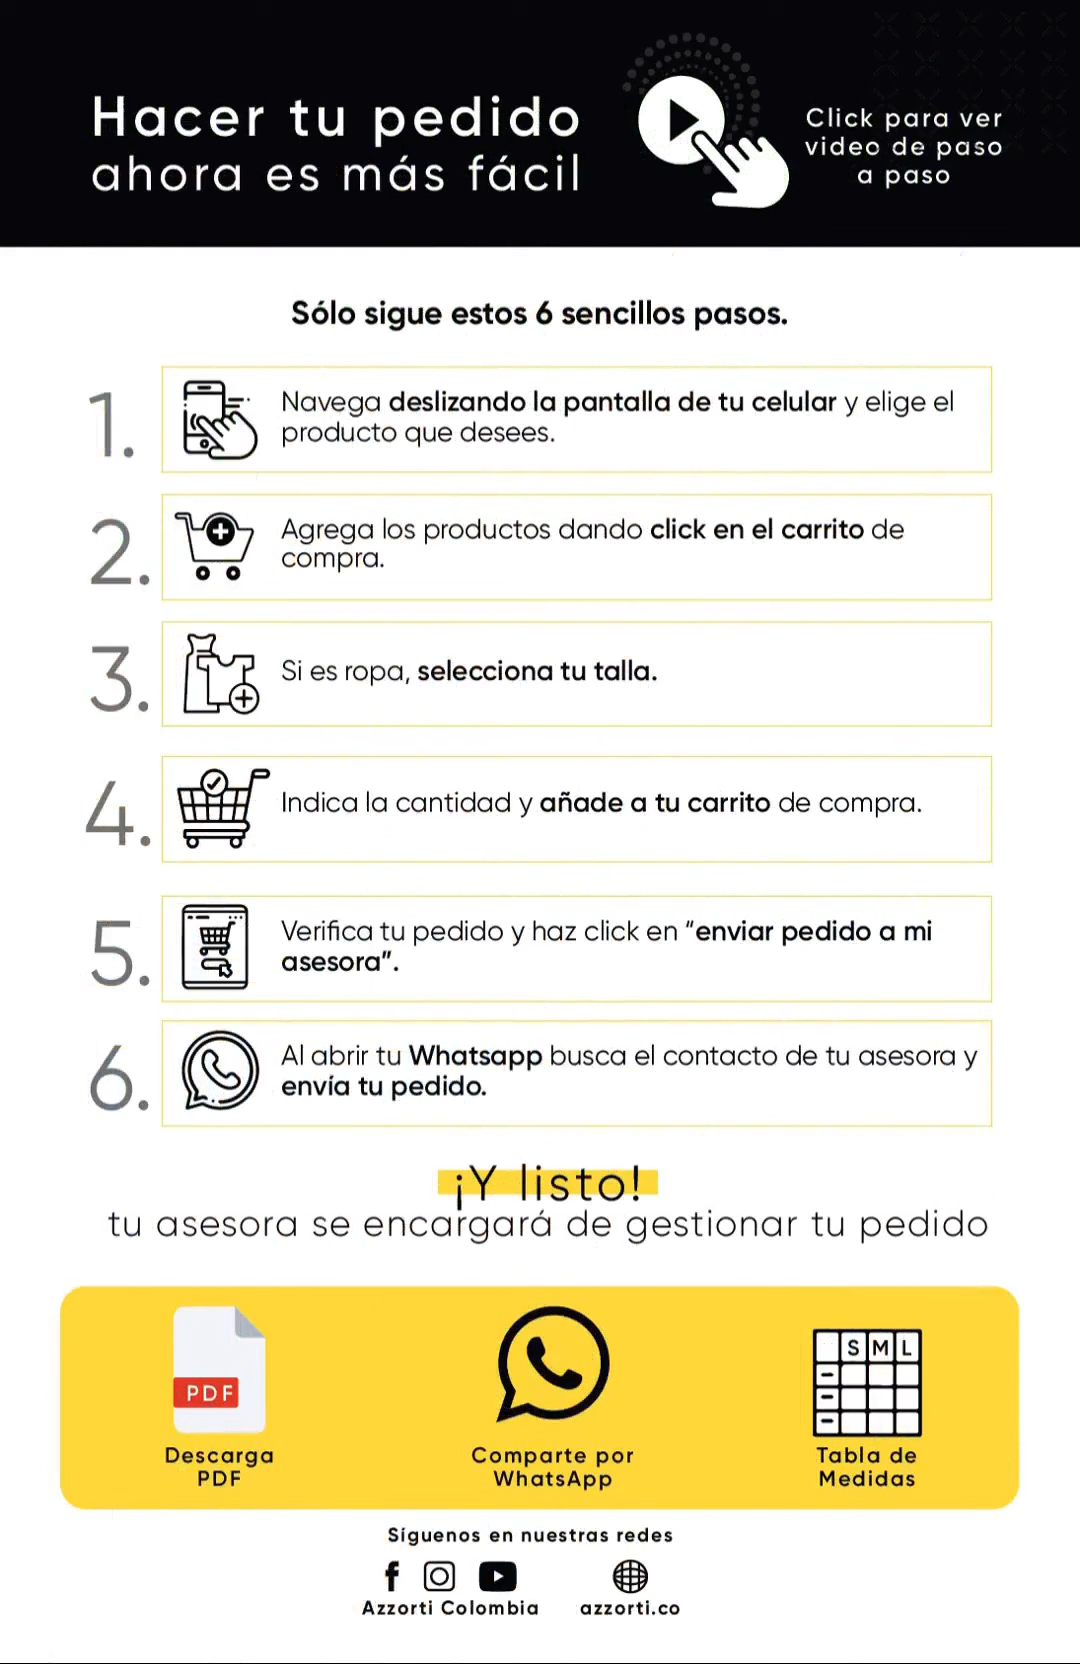 Hacer tu pedido
ahora es más fácil
Click para ver
video de paso
a paso
Sólo sigue estos 6 sencillos pasos.
1.
Navega deslizando la pantalla de tu celular y elige el
producto que desees.
2.
Agrega los productos dando click en el carrito de
compra.
3.
Si es ropa, selecciona tu talla.
4.
Indica la cantidad y añade a tu carrito de compra.
5.
Verifica tu pedido y haz click en “enviar pedido a mi
asesora”.
6.
Al abrir tu Whatsapp busca el contacto de tu asesora y
envía tu pedido.
¡Y listo!
tu asesora se encargará de gestionar tu pedido
PDF
Descarga
PDF
Comparte por
WhatsApp
S M L
Tabla de
Medidas
Síguenos en nuestras redes
Azzorti Colombia
azzorti.co